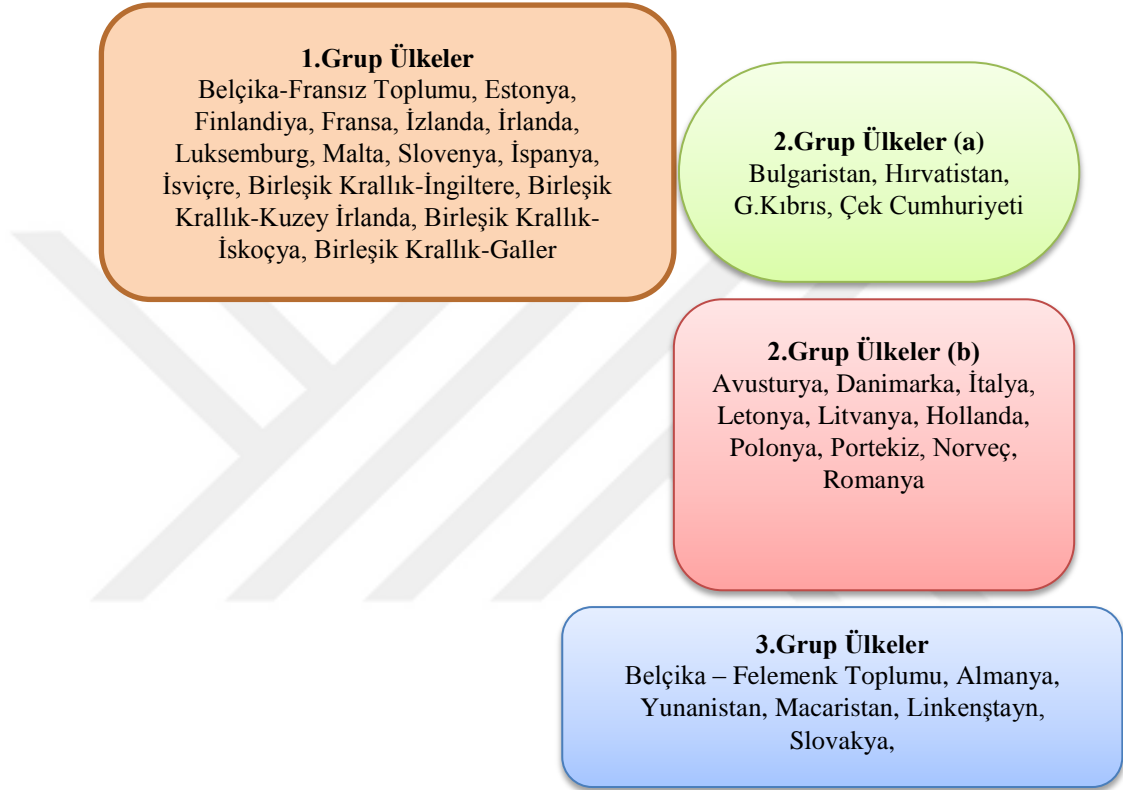 1.Grup Ülkeler
Belçika-Fransız Toplumu, Estonya,
Finlandiya, Fransa, İzlanda, İrlanda,
Luksemburg, Malta, Slovenya, İspanya,
İsviçre, Birleşik Krallık-İngiltere, Birleşik
Krallık-Kuzey İrlanda, Birleşik Krallık-
İskoçya, Birleşik Krallık-Galler
2.Grup Ülkeler (a)
Bulgaristan, Hırvatistan,
G.Kıbrıs, Çek Cumhuriyeti
2.Grup Ülkeler (b)
Avusturya, Danimarka, İtalya,
Letonya, Litvanya, Hollanda,
Polonya, Portekiz, Norveç,
Romanya
3.Grup Ülkeler
Belçika – Felemenk Toplumu, Almanya,
Yunanistan, Macaristan, Linkenştayn,
Slovakya,